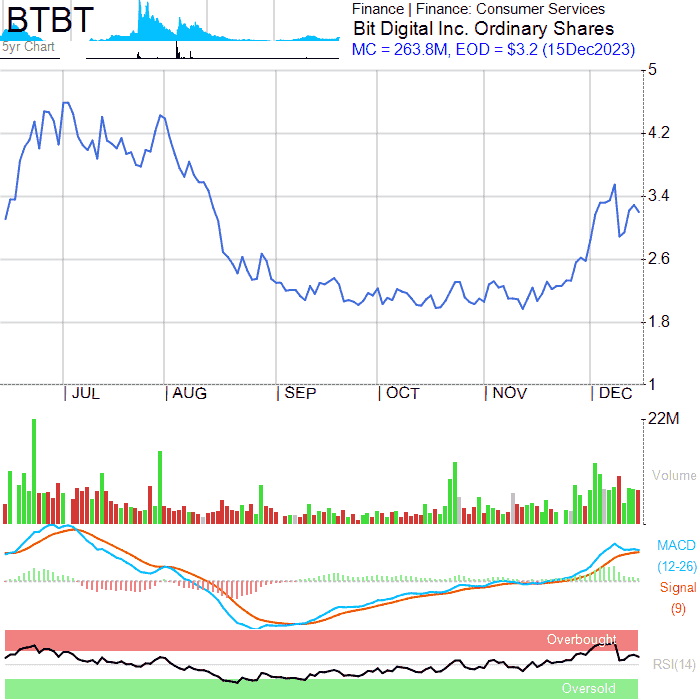 BTBT
5yr Chart
Finance | Finance: Consumer Services
Bit Digital Inc. Ordinary Shares
MC = 263.8M, EOD = $3.2 (15Dec2023)
5
4.2
3.4
2.6
1.8
1
JUL AUG SEP OCT NOV DEC
22M
Volume
MACD
(12-26)
Signal
(9)
Overbought
RSI(14)
Oversold